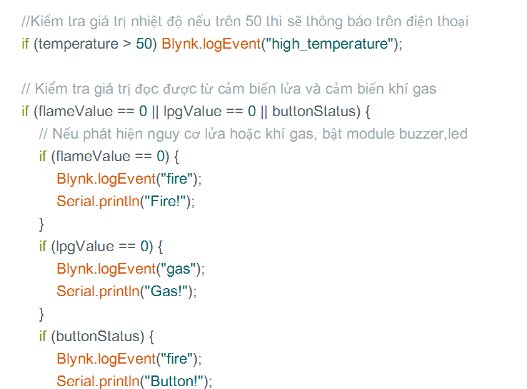 //Kiểm tra giá trị nhiệt độ nếu trên 50 thì sẽ thông báo trên điện thoại
if (temperature > 50) Blynk.logEvent("high_temperature");
// Kiểm tra giá trị đọc được từ cảm biến lửa và cảm biến khí gas
if (flameValue == 0 || lpgValue == 0 || buttonStatus) {
// Nếu phát hiện nguy cơ lửa hoặc khí gas, bật module buzzer,led
if (flameValue == 0) {
Blynk.logEvent("fire");
Serial.println("Fire!");
}
if (lpgValue == 0) {
Blynk.logEvent("gas");
Serial.println("Gas!");
}
if (buttonStatus) {
Blynk.logEvent("fire");
Serial.println("Button!");